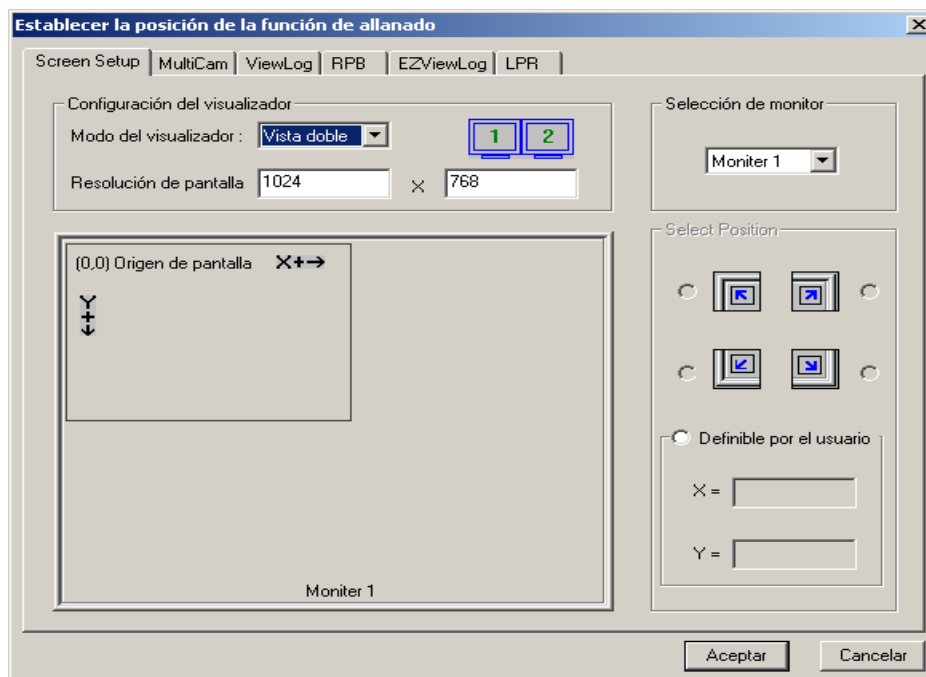 Establecer la posición de la función de allanado
Screen Setup MultiCam ViewLog RPB EZViewLog LPR
Configuración del visualizador
Modo del visualizador : Vista doble
1 2
Resolución de pantalla 1024 X 768
Selección de monitor
Moniter 1
(0,0) Origen de pantalla X+→
Y+↓
Moniter 1
Select Position
Definible por el usuario
X =
Y =
Aceptar Cancelar